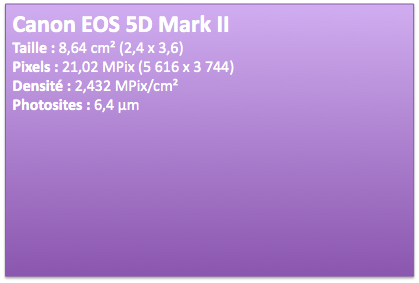 Canon EOS 5D Mark II
Taille : 8,64 cm² (2,4 x 3,6)
Pixels : 21,02 MPix (5 616 x 3 744)
Densité : 2,432 MPix/cm²
Photosites : 6,4 µm